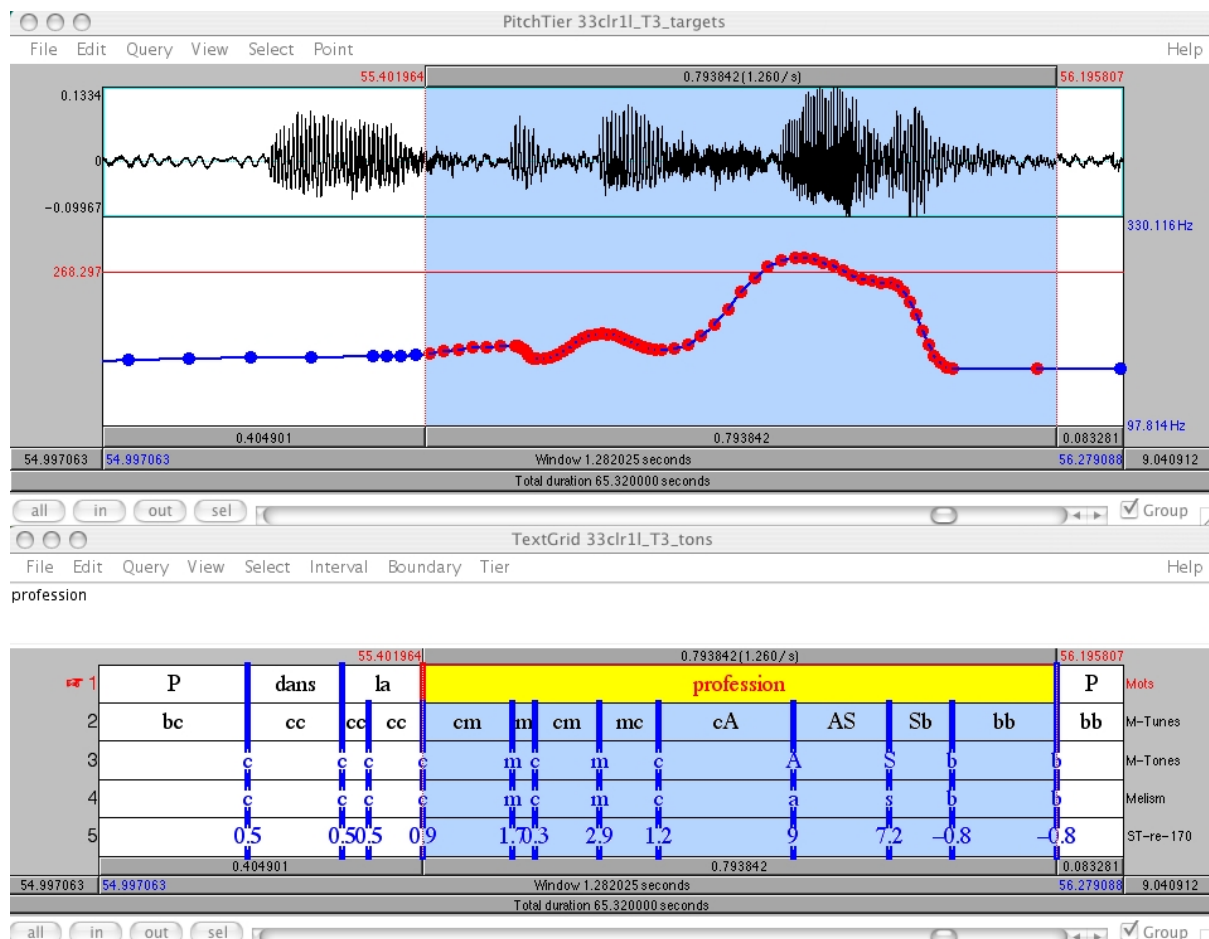 PitchTier 33clr1l_T3_targets
File Edit Query View Select Point Help
55.401964 0.793842 (1.260 / s) 56.195807
0.1334
0
-0.09967
330.116 Hz
268.297
97.814 Hz
0.404901 0.793842 0.083281
54.997063 54.997063 Window 1.282025 seconds 56.279088 9.040912
Total duration 65.320000 seconds
all in out sel Group
TextGrid 33clr1l_T3_tons
File Edit Query View Select Interval Boundary Tier Help
profession
55.401964 0.793842 (1.260 / s) 56.195807
1 P dans la profession P Mots
2 bc cc cc cc cm m cm mc cA AS Sb bb bb M-Tunes
3 c c c c m c m c A S b b M-Tones
4 c c c c m c m c a s b b Melism
5 0.5 0.5 0.5 0.9 1.7 0.3 2.9 1.2 9 7.2 -0.8 -0.8 ST-re-170
0.404901 0.793842 0.083281
54.997063 54.997063 Window 1.282025 seconds 56.279088 9.040912
Total duration 65.320000 seconds
all in out sel Group